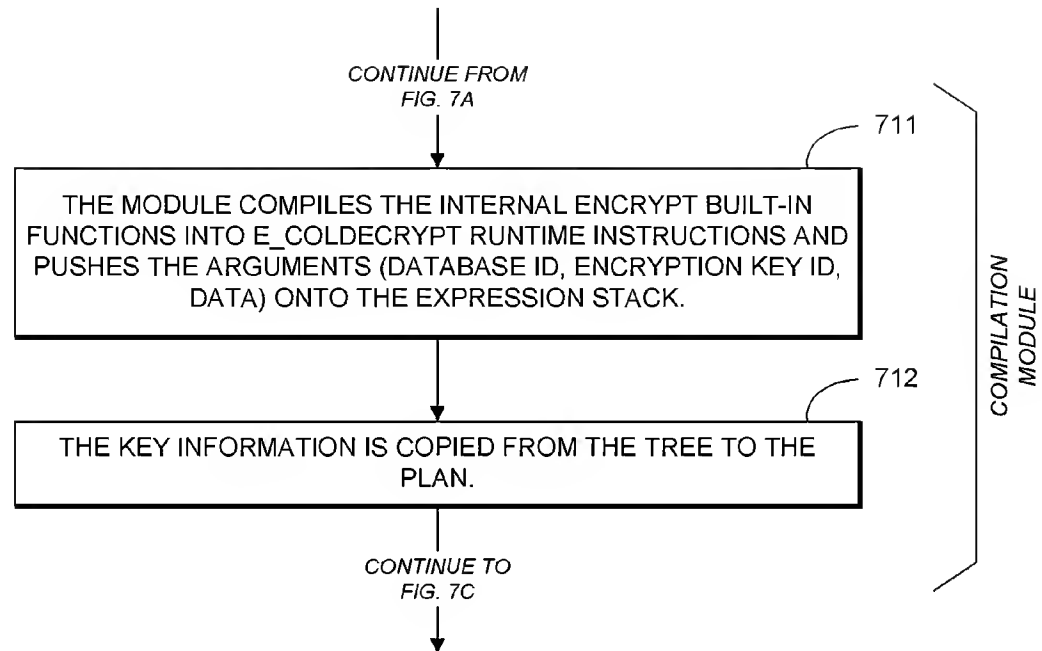 CONTINUE FROM
FIG. 7A
711
THE MODULE COMPILES THE INTERNAL ENCRYPT BUILT-IN
FUNCTIONS INTO E_COLDECRYPT RUNTIME INSTRUCTIONS AND
PUSHES THE ARGUMENTS (DATABASE ID, ENCRYPTION KEY ID,
DATA) ONTO THE EXPRESSION STACK.
712
THE KEY INFORMATION IS COPIED FROM THE TREE TO THE
PLAN.
CONTINUE TO
FIG. 7C
COMPILATION
MODULE